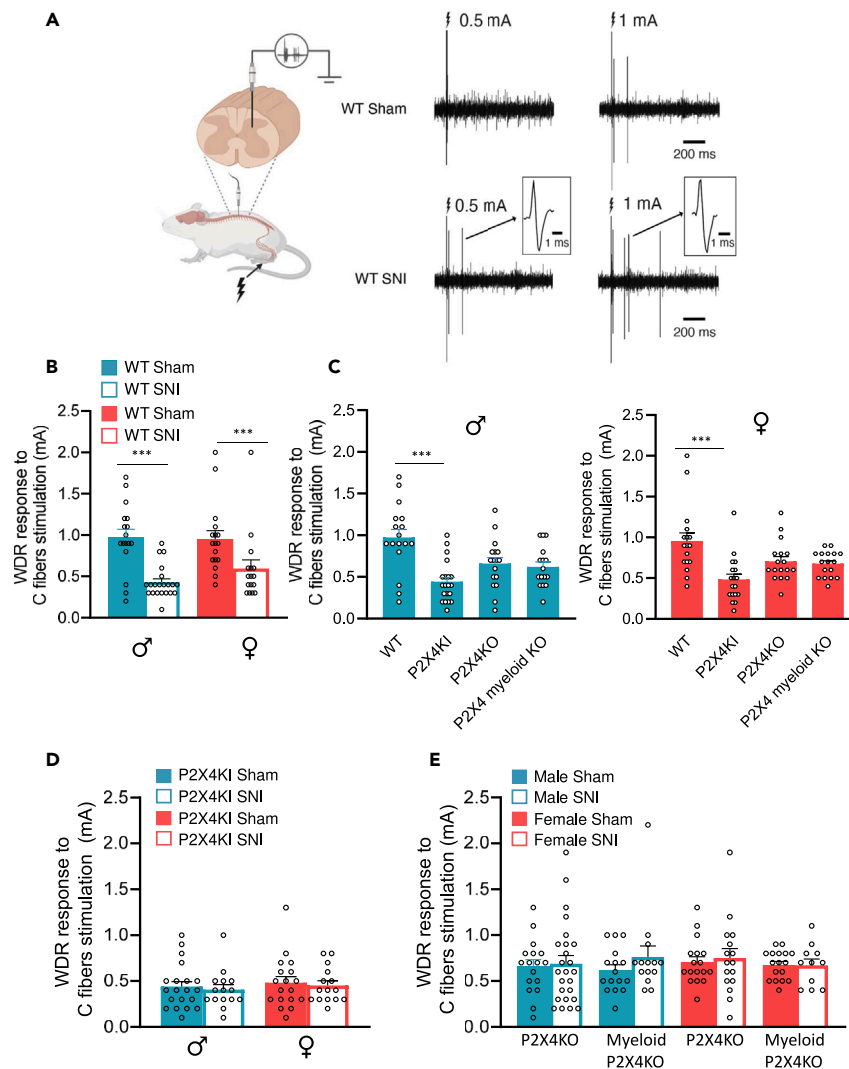 A
0.5 mA
1 mA
WT Sham
200 ms
0.5 mA
1 mA
1 ms
1 ms
WT SNI
200 ms
B
WT Sham
WT SNI
WT Sham
WT SNI
WDR response to
C fibers stimulation (mA)
2.5
2.0
1.5
1.0
0.5
0.0
***
***
♂
♀
C
WDR response to
C fibers stimulation (mA)
2.5
2.0
1.5
1.0
0.5
0.0
♂
***
WT
P2X4KI
P2X4KO
P2X4 myeloid KO
WDR response to
C fibers stimulation (mA)
2.5
2.0
1.5
1.0
0.5
0.0
♀
***
WT
P2X4KI
P2X4KO
P2X4 myeloid KO
D
P2X4KI Sham
P2X4KI SNI
P2X4KI Sham
P2X4KI SNI
WDR response to
C fibers stimulation (mA)
2.5
2.0
1.5
1.0
0.5
0.0
♂
♀
E
Male Sham
Male SNI
Female Sham
Female SNI
WDR response to
C fibers stimulation (mA)
2.5
2.0
1.5
1.0
0.5
0.0
P2X4KO
Myeloid
P2X4KO
P2X4KO
Myeloid
P2X4KO